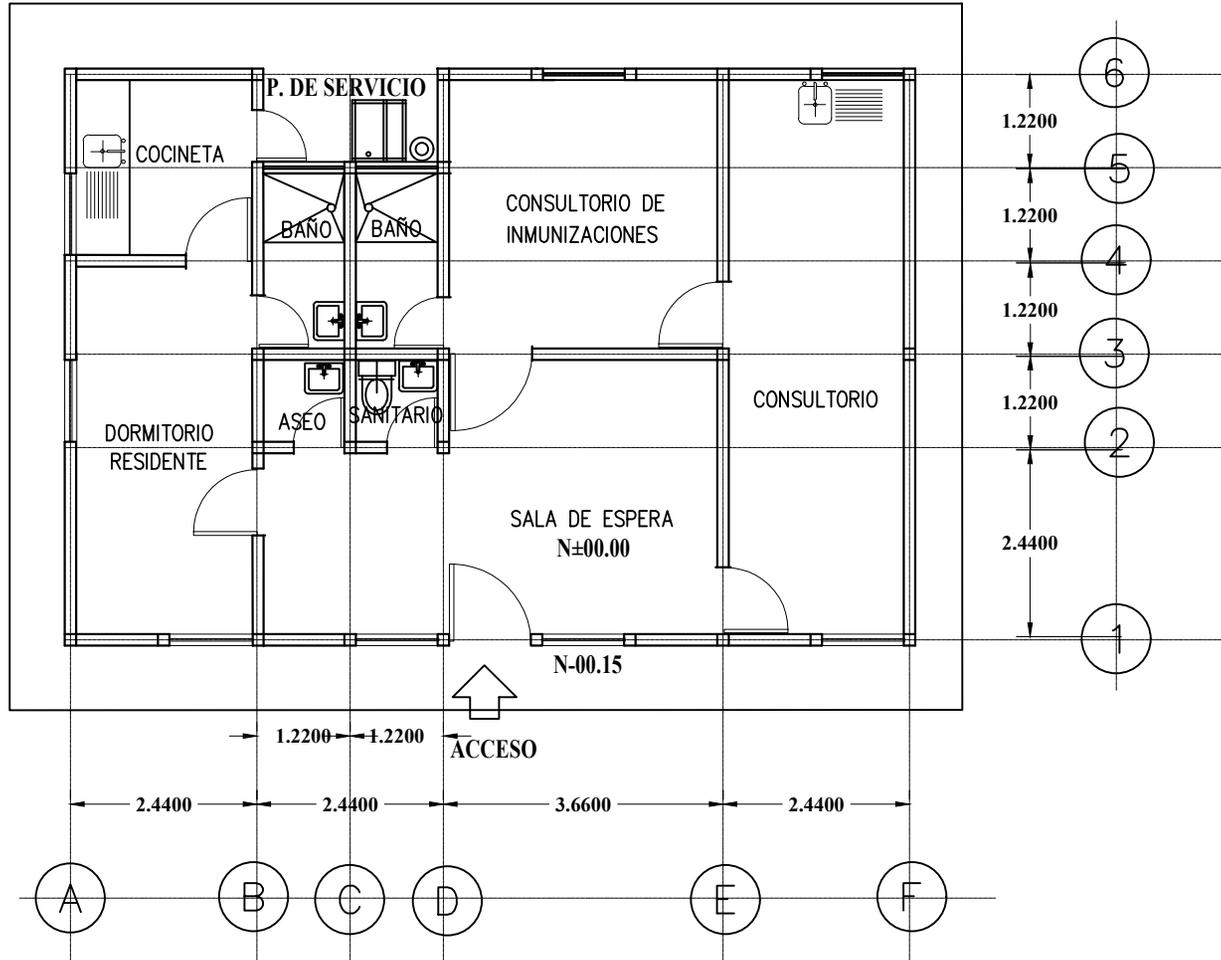 6
P. DE SERVICIO
1.2200
COCINETA
5
CONSULTORIO DE
INMUNIZACIONES
1.2200
BAÑO
BAÑO
4
1.2200
3
CONSULTORIO
1.2200
ASEO
SANITARIO
DORMITORIO
RESIDENTE
2
SALA DE ESPERA
N±00.00
2.4400
1
N-00.15
1.2200
1.2200
ACCESO
2.4400
2.4400
3.6600
2.4400
A
B
C
D
E
F